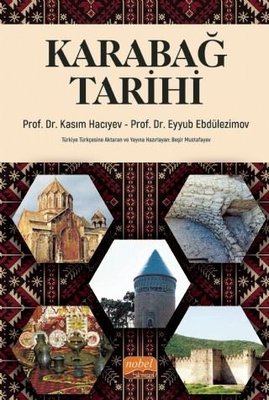 KARABAĞ
TARİHİ
Prof. Dr. Kasım Hacıyev - Prof. Dr. Eyyub Ebdülezimov
Türkiye Türkçesine Aktaran ve Yayına Hazırlayan: Beşir Mustafayev
nobel
Bilimsel